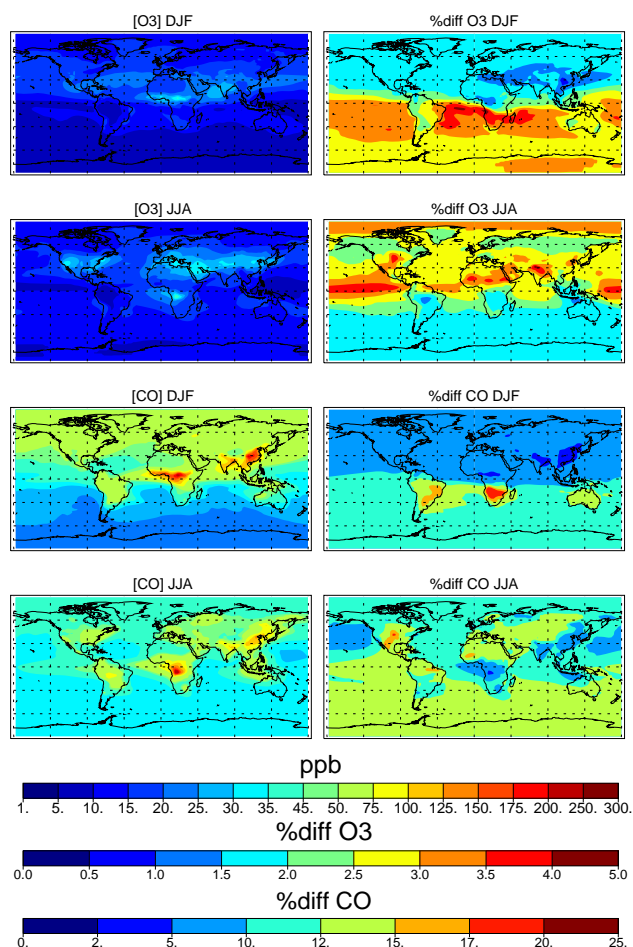 [O3] DJF
%diff O3 DJF
[O3] JJA
%diff O3 JJA
[CO] DJF
%diff CO DJF
[CO] JJA
%diff CO JJA
ppb
1. 5. 10. 15. 20. 25. 30. 35. 45. 50. 75. 100. 125. 150. 175. 200. 250. 300.
%diff O3
0.0 0.5 1.0 1.5 2.0 2.5 3.0 3.5 4.0 5.0
%diff CO
0. 2. 5. 10. 12. 15. 17. 20. 25.